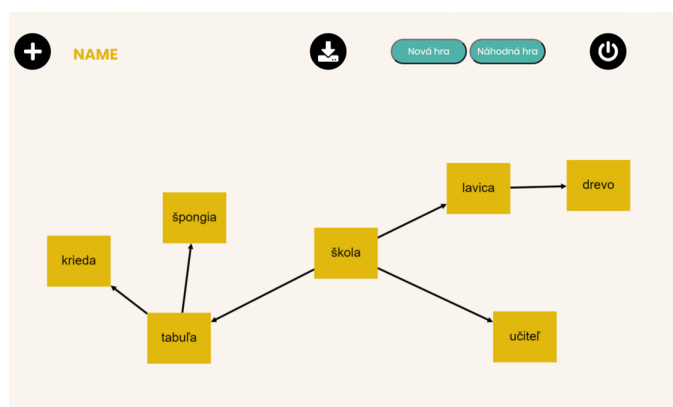 NAME
Nová hra
Náhodná hra
lavica
drevo
špongia
krieda
škola
tabuľa
učiteľ